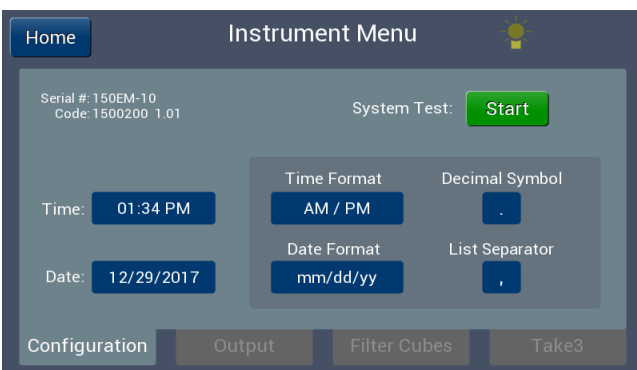 Home
Instrument Menu
Serial #: 150EM-10
Code: 1500200 1.01
System Test: Start
Time Format
Decimal Symbol
Time: 01:34 PM
AM / PM
.
Date Format
List Separator
Date: 12/29/2017
mm/dd/yy
,
Configuration
Output
Filter Cubes
Take3